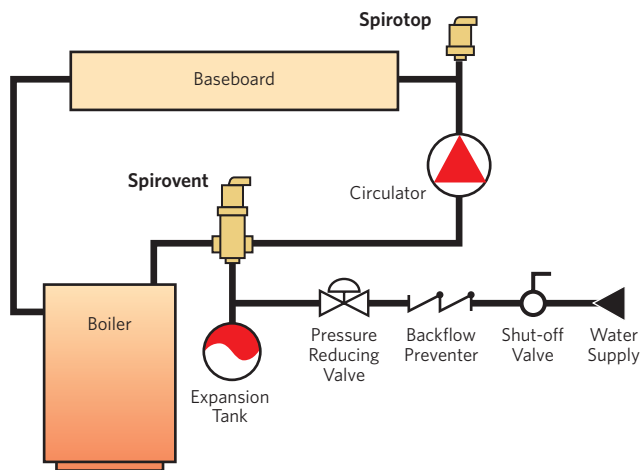 Spirotop
Baseboard
Spirovent
Circulator
Boiler
Pressure
Reducing
Valve
Backflow
Preventer
Shut-off
Valve
Water
Supply
Expansion
Tank